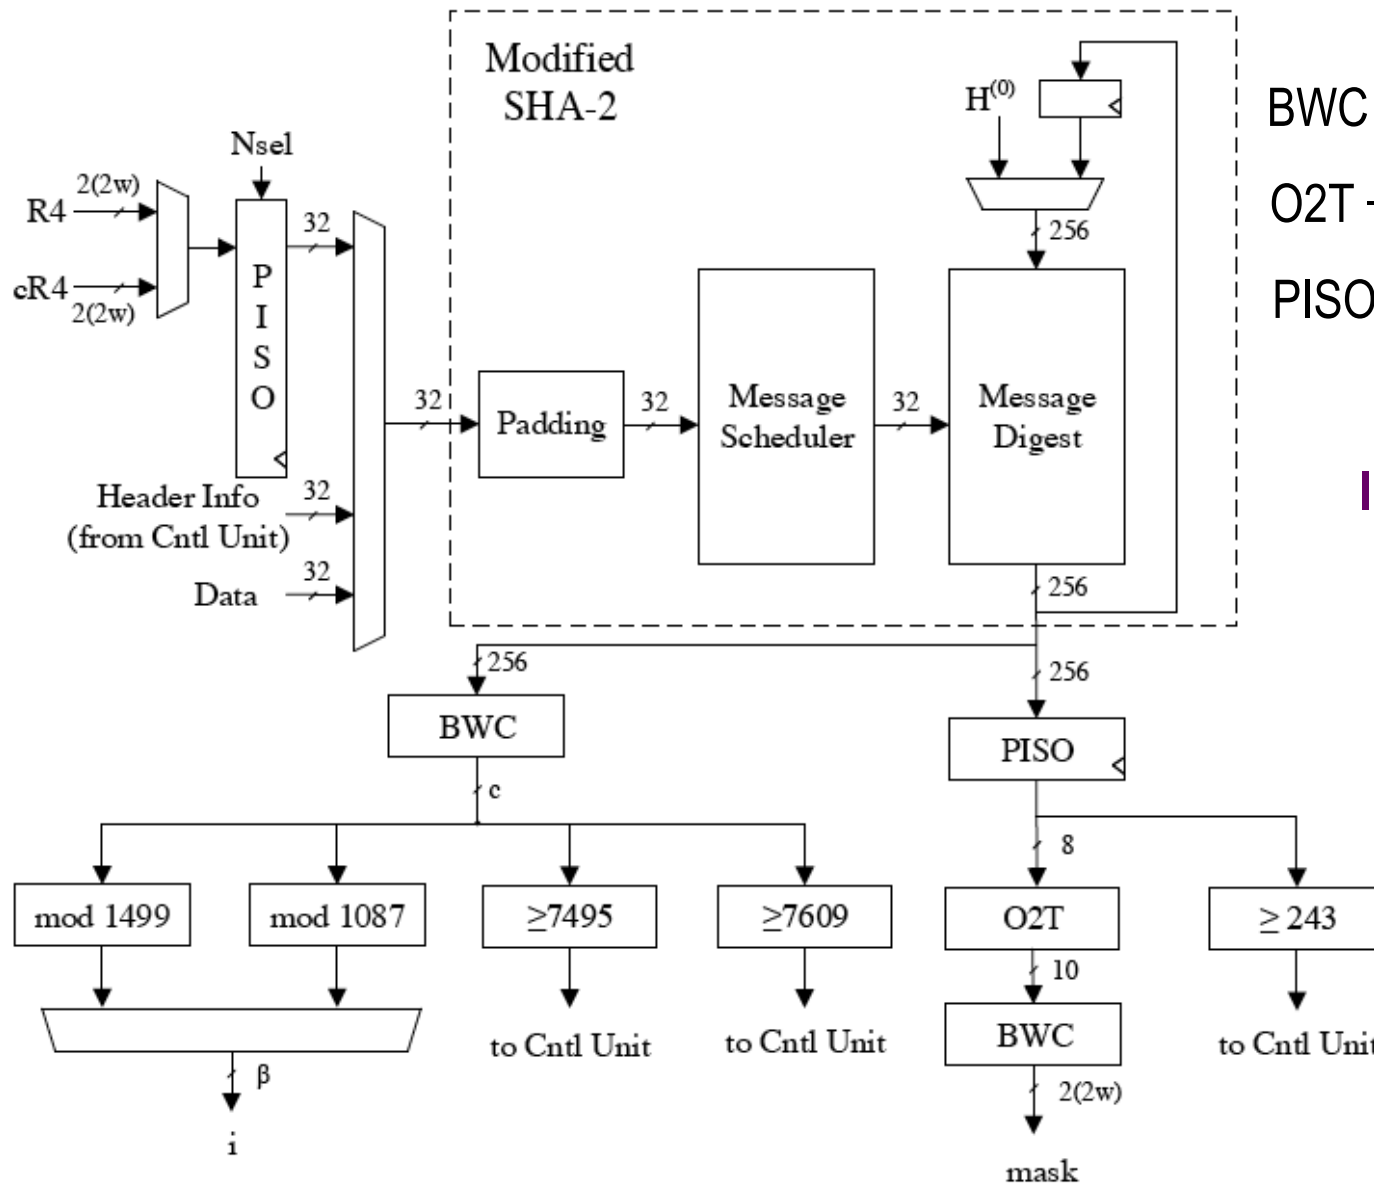 Modified
SHA-2
H(0)
BWC
Nsel
2(2w)
R4
32
O2T -
256
cR4
2(2w)
P
I
S
O
PISO
32
Padding
32
Message
Scheduler
32
Message
Digest
Header Info
(from Cntl Unit)
32
Data
32
256
256
256
BWC
PISO
c
8
mod 1499
mod 1087
≥7495
≥7609
O2T
≥ 243
10
BWC
to Cntl Unit
to Cntl Unit
to Cntl Unit
β
2(2w)
i
mask